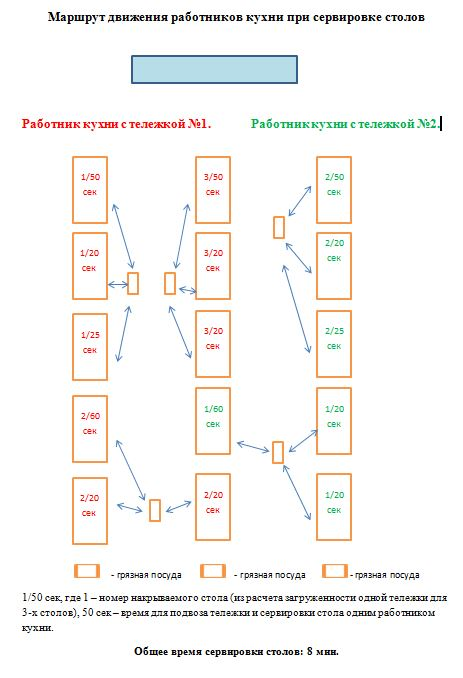 Маршрут движения работников кухни при сервировке столов
Работник кухни с тележкой №1. Работник кухни с тележкой №2.
1/50 сек
3/50 сек
2/50 сек
1/20 сек
3/20 сек
2/20 сек
1/25 сек
3/20 сек
2/25 сек
2/60 сек
1/60 сек
1/20 сек
2/20 сек
2/20 сек
1/20 сек
- грязная посуда - грязная посуда - грязная посуда
1/50 сек, где 1 – номер накрываемого стола (из расчета загруженности одной тележки для
3-х столов), 50 сек – время для подвоза тележки и сервировки стола одним работником
кухни.
Общее время сервировки столов: 8 мин.